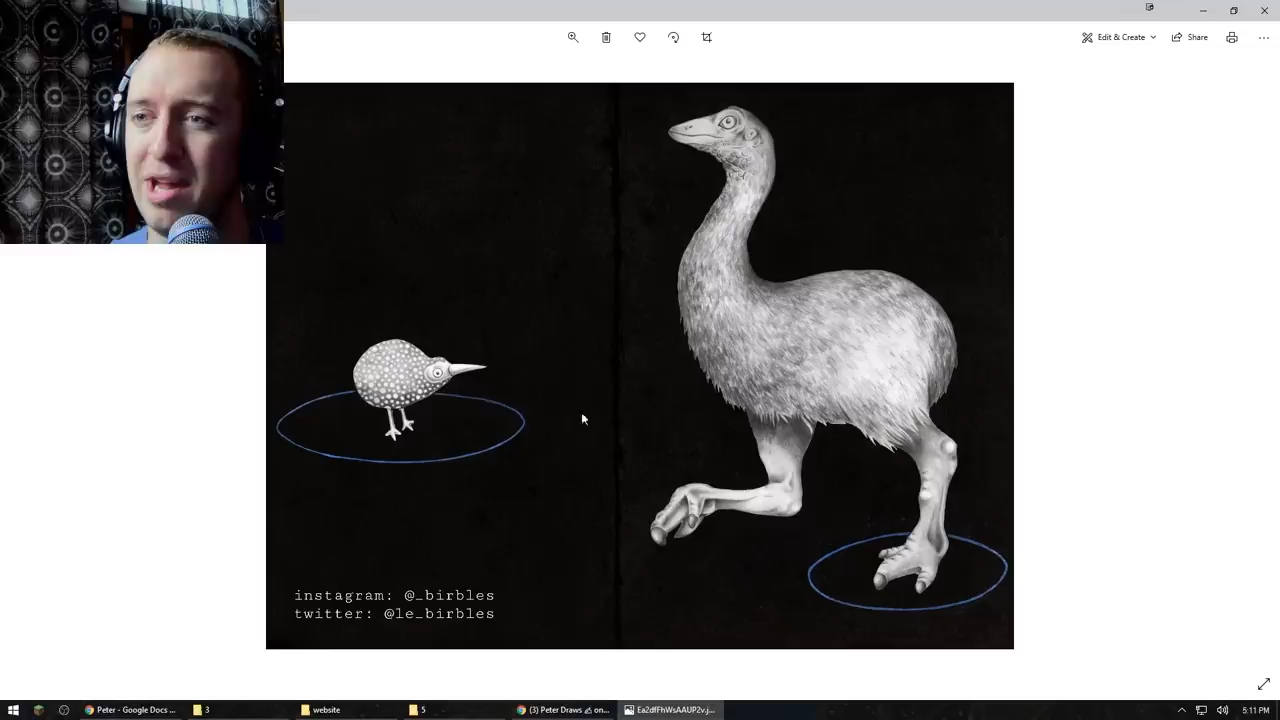 Edit & Create
Share
instagram: @_birbles
twitter: @le_birbles
Peter - Google Docs ...
3
website
5
(3) Peter Draws ✍ on...
Ea2dfFhWsAAUP2v.j...
5:11 PM